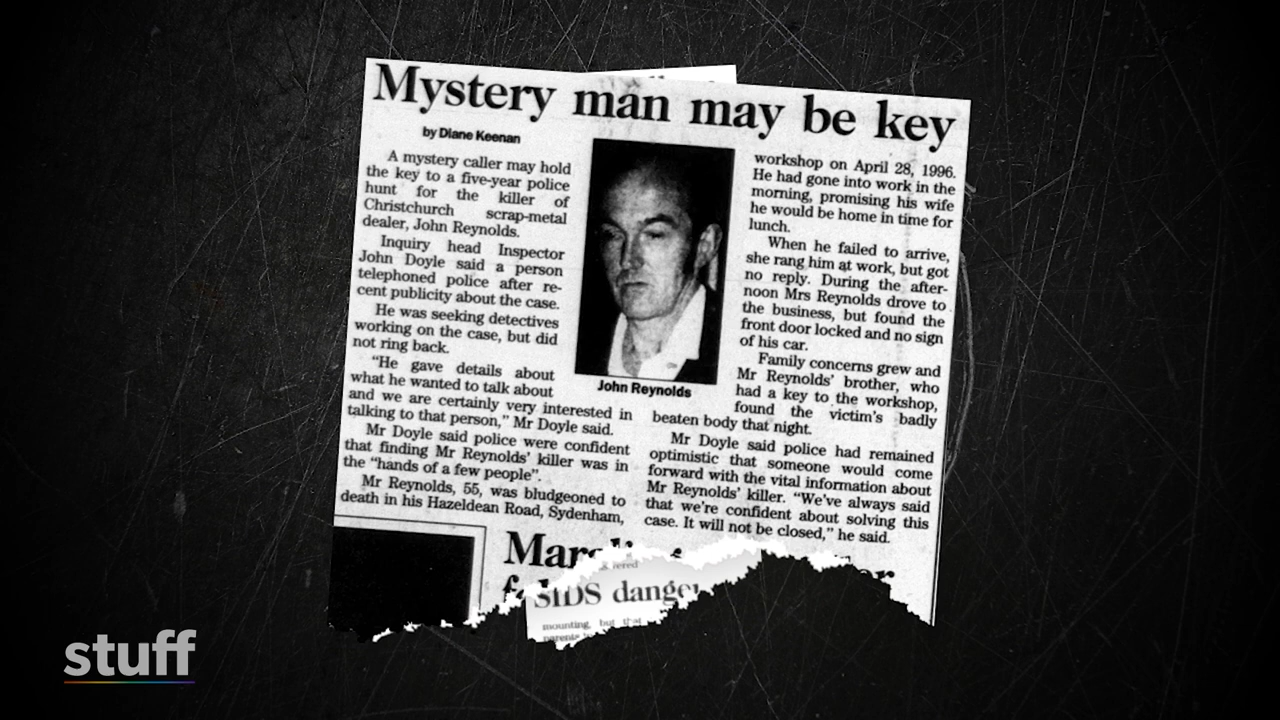 Mystery man may be key
by Diane Keenan
A mystery caller may hold
the key to a five-year police
hunt for the killer of
Christchurch scrap-metal
dealer, John Reynolds.
Inquiry head Inspector
John Doyle said a person
telephoned police after re-
cent publicity about the case.
He was seeking detectives
working on the case, but did
not ring back.
"He gave details about
what he wanted to talk about
and we are certainly very interested in
talking to that person," Mr Doyle said.
Mr Doyle said police were confident
that finding Mr Reynolds' killer was in
the "hands of a few people".
Mr Reynolds, 55, was bludgeoned to
death in his Hazeldean Road, Sydenham,
John Reynolds
workshop on April 28, 1996.
He had gone into work in the
morning, promising his wife
he would be home in time for
lunch.
When he failed to arrive,
she rang him at work, but got
no reply. During the after-
noon Mrs Reynolds drove to
the business, but found the
front door locked and no sign
of his car.
Family concerns grew and
Mr Reynolds' brother, who
had a key to the workshop,
found the victim's badly
beaten body that night.
Mr Doyle said police had remained
optimistic that someone would come
forward with the vital information about
Mr Reynolds' killer. "We've always said
that we're confident about solving this
case. It will not be closed," he said.
SIDS danger
mounting, but that
stuff